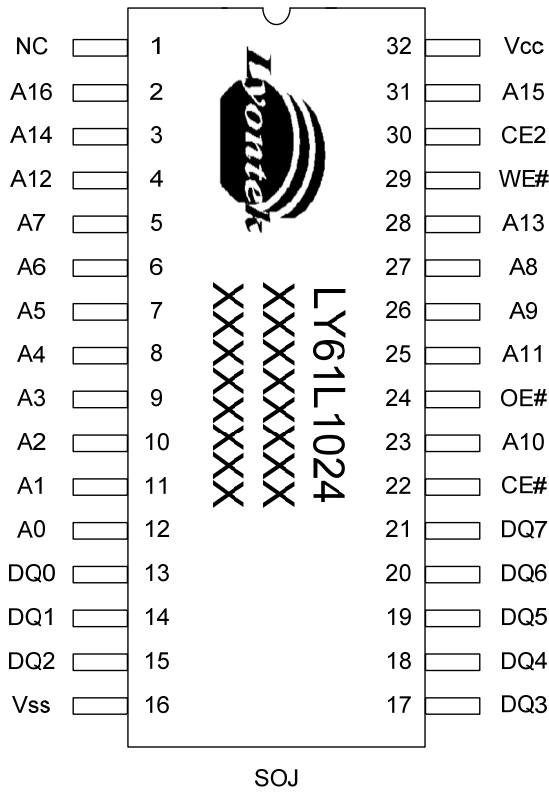 NC 1 32 Vcc
A16 2 31 A15
A14 3 30 CE2
A12 4 29 WE#
A7 5 28 A13
A6 6 27 A8
A5 7 26 A9
A4 8 25 A11
A3 9 24 OE#
A2 10 23 A10
A1 11 22 CE#
A0 12 21 DQ7
DQ0 13 20 DQ6
DQ1 14 19 DQ5
DQ2 15 18 DQ4
Vss 16 17 DQ3
Lyontek
LY61L1024
XXXXXXXX
XXXXXXXX
SOJ